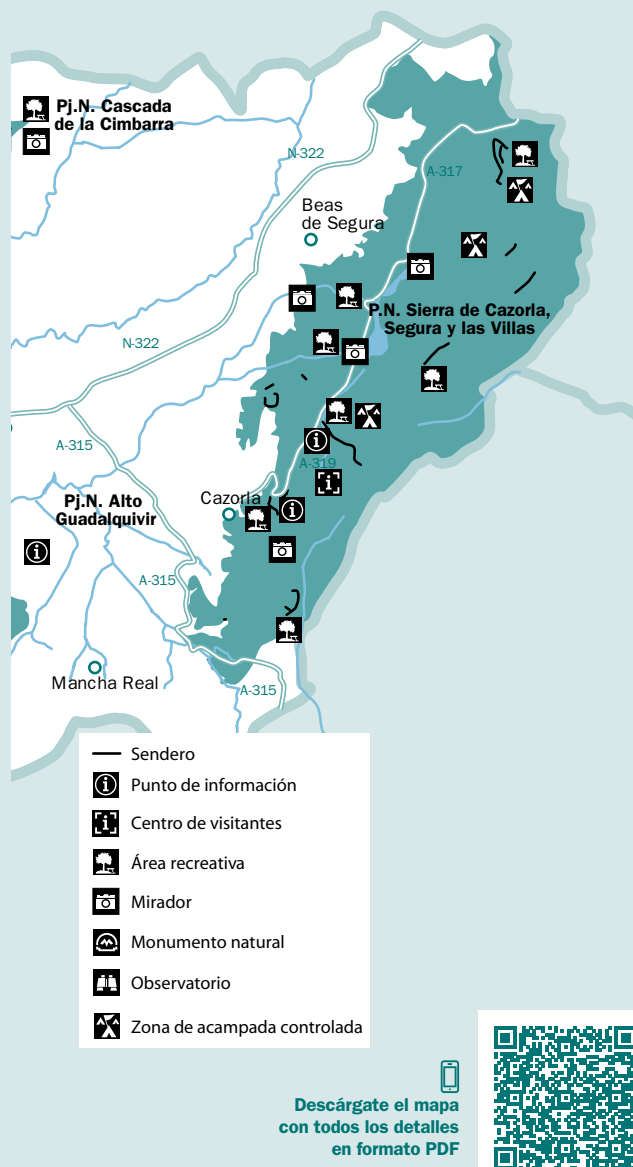 Pj.N. Cascada
de la Cimbarra
N-322
A-317
Beas
de Segura
P.N. Sierra de Cazorla,
Segura y las Villas
N-322
A-315
A-319
Pj.N. Alto
Guadalquivir
Cazorla
A-315
Mancha Real
A-315
Sendero
Punto de información
Centro de visitantes
Área recreativa
Mirador
Monumento natural
Observatorio
Zona de acampada controlada
Descárgate el mapa
con todos los detalles
en formato PDF